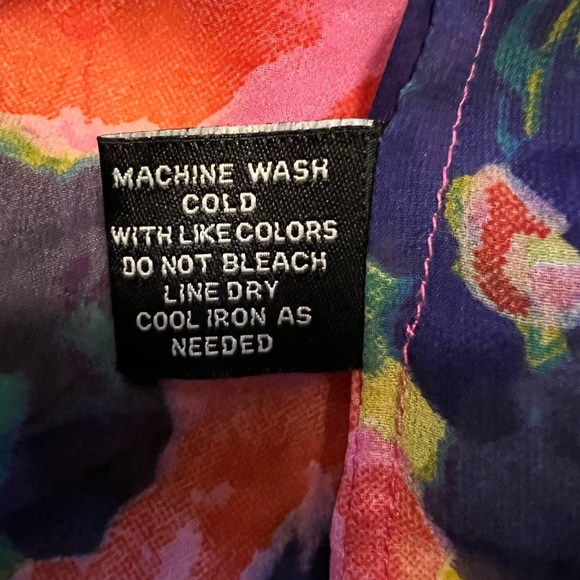 MACHINE WASH
COLD
WITH LIKE COLORS
DO NOT BLEACH
LINE DRY
COOL IRON AS
NEEDED